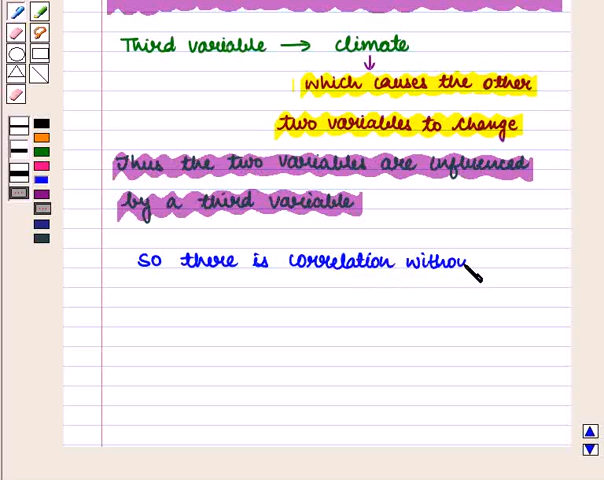 Third variable → climate
↓
which causes the other
two variables to change
Thus the two variables are influenced
by a third variable
So there is correlation withou